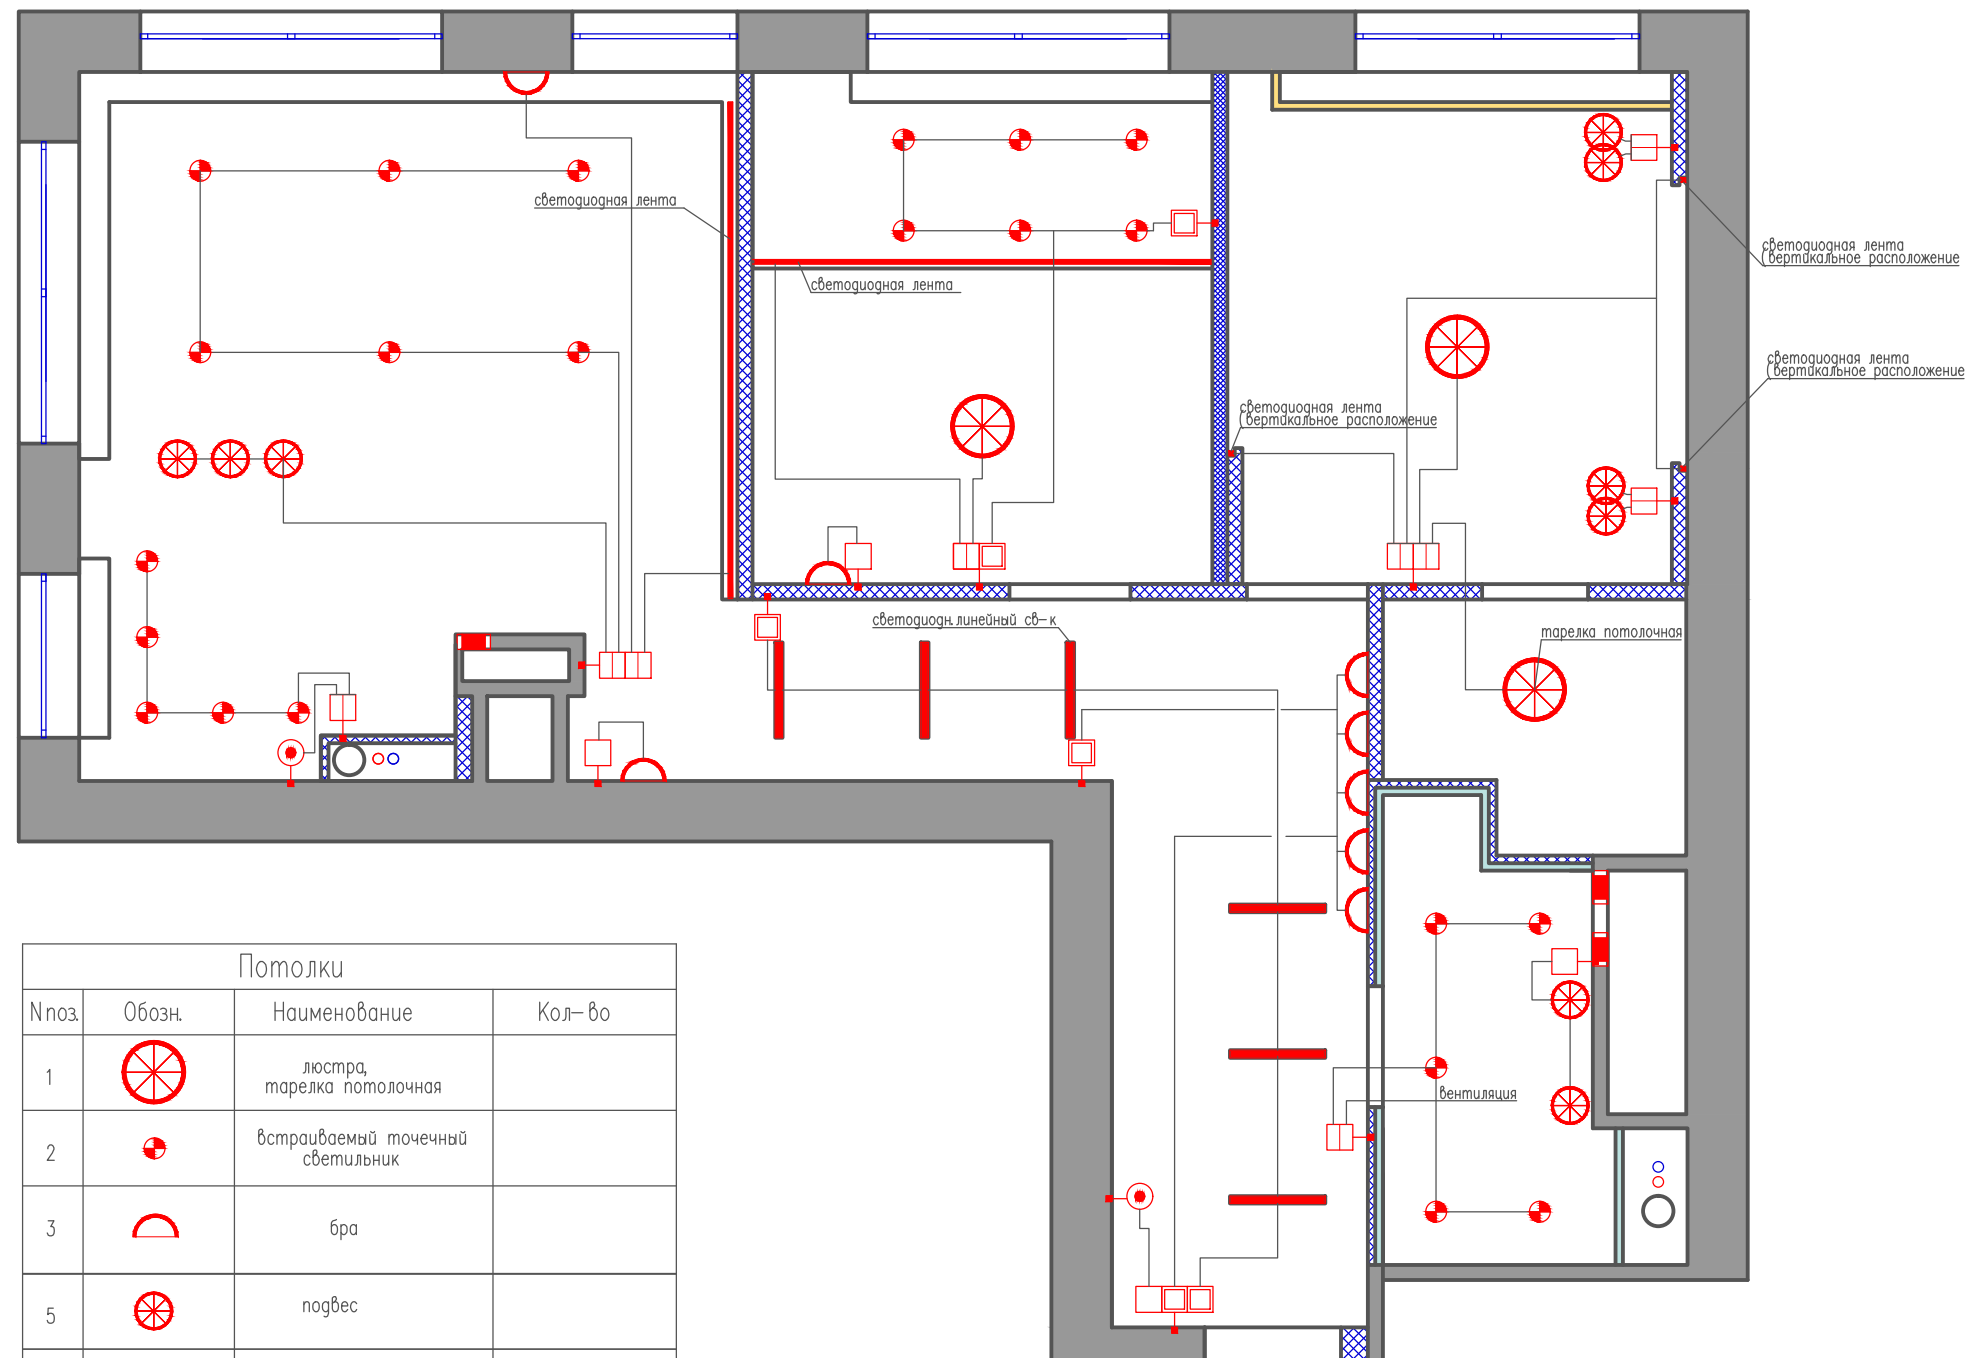 светодиодная лента
светодиодная лента
(вертикальное расположение
светодиодная лента
светодиодная лента
(вертикальное расположение
светодиодная лента
(вертикальное расположение
светодиодн.линейный св-к
тарелка потолочная
вентиляция
Потолки
N поз. Обозн. Наименование Кол-во
1 люстра,
тарелка потолочная
2 встраиваемый точечный
светильник
3 бра
5 подвес